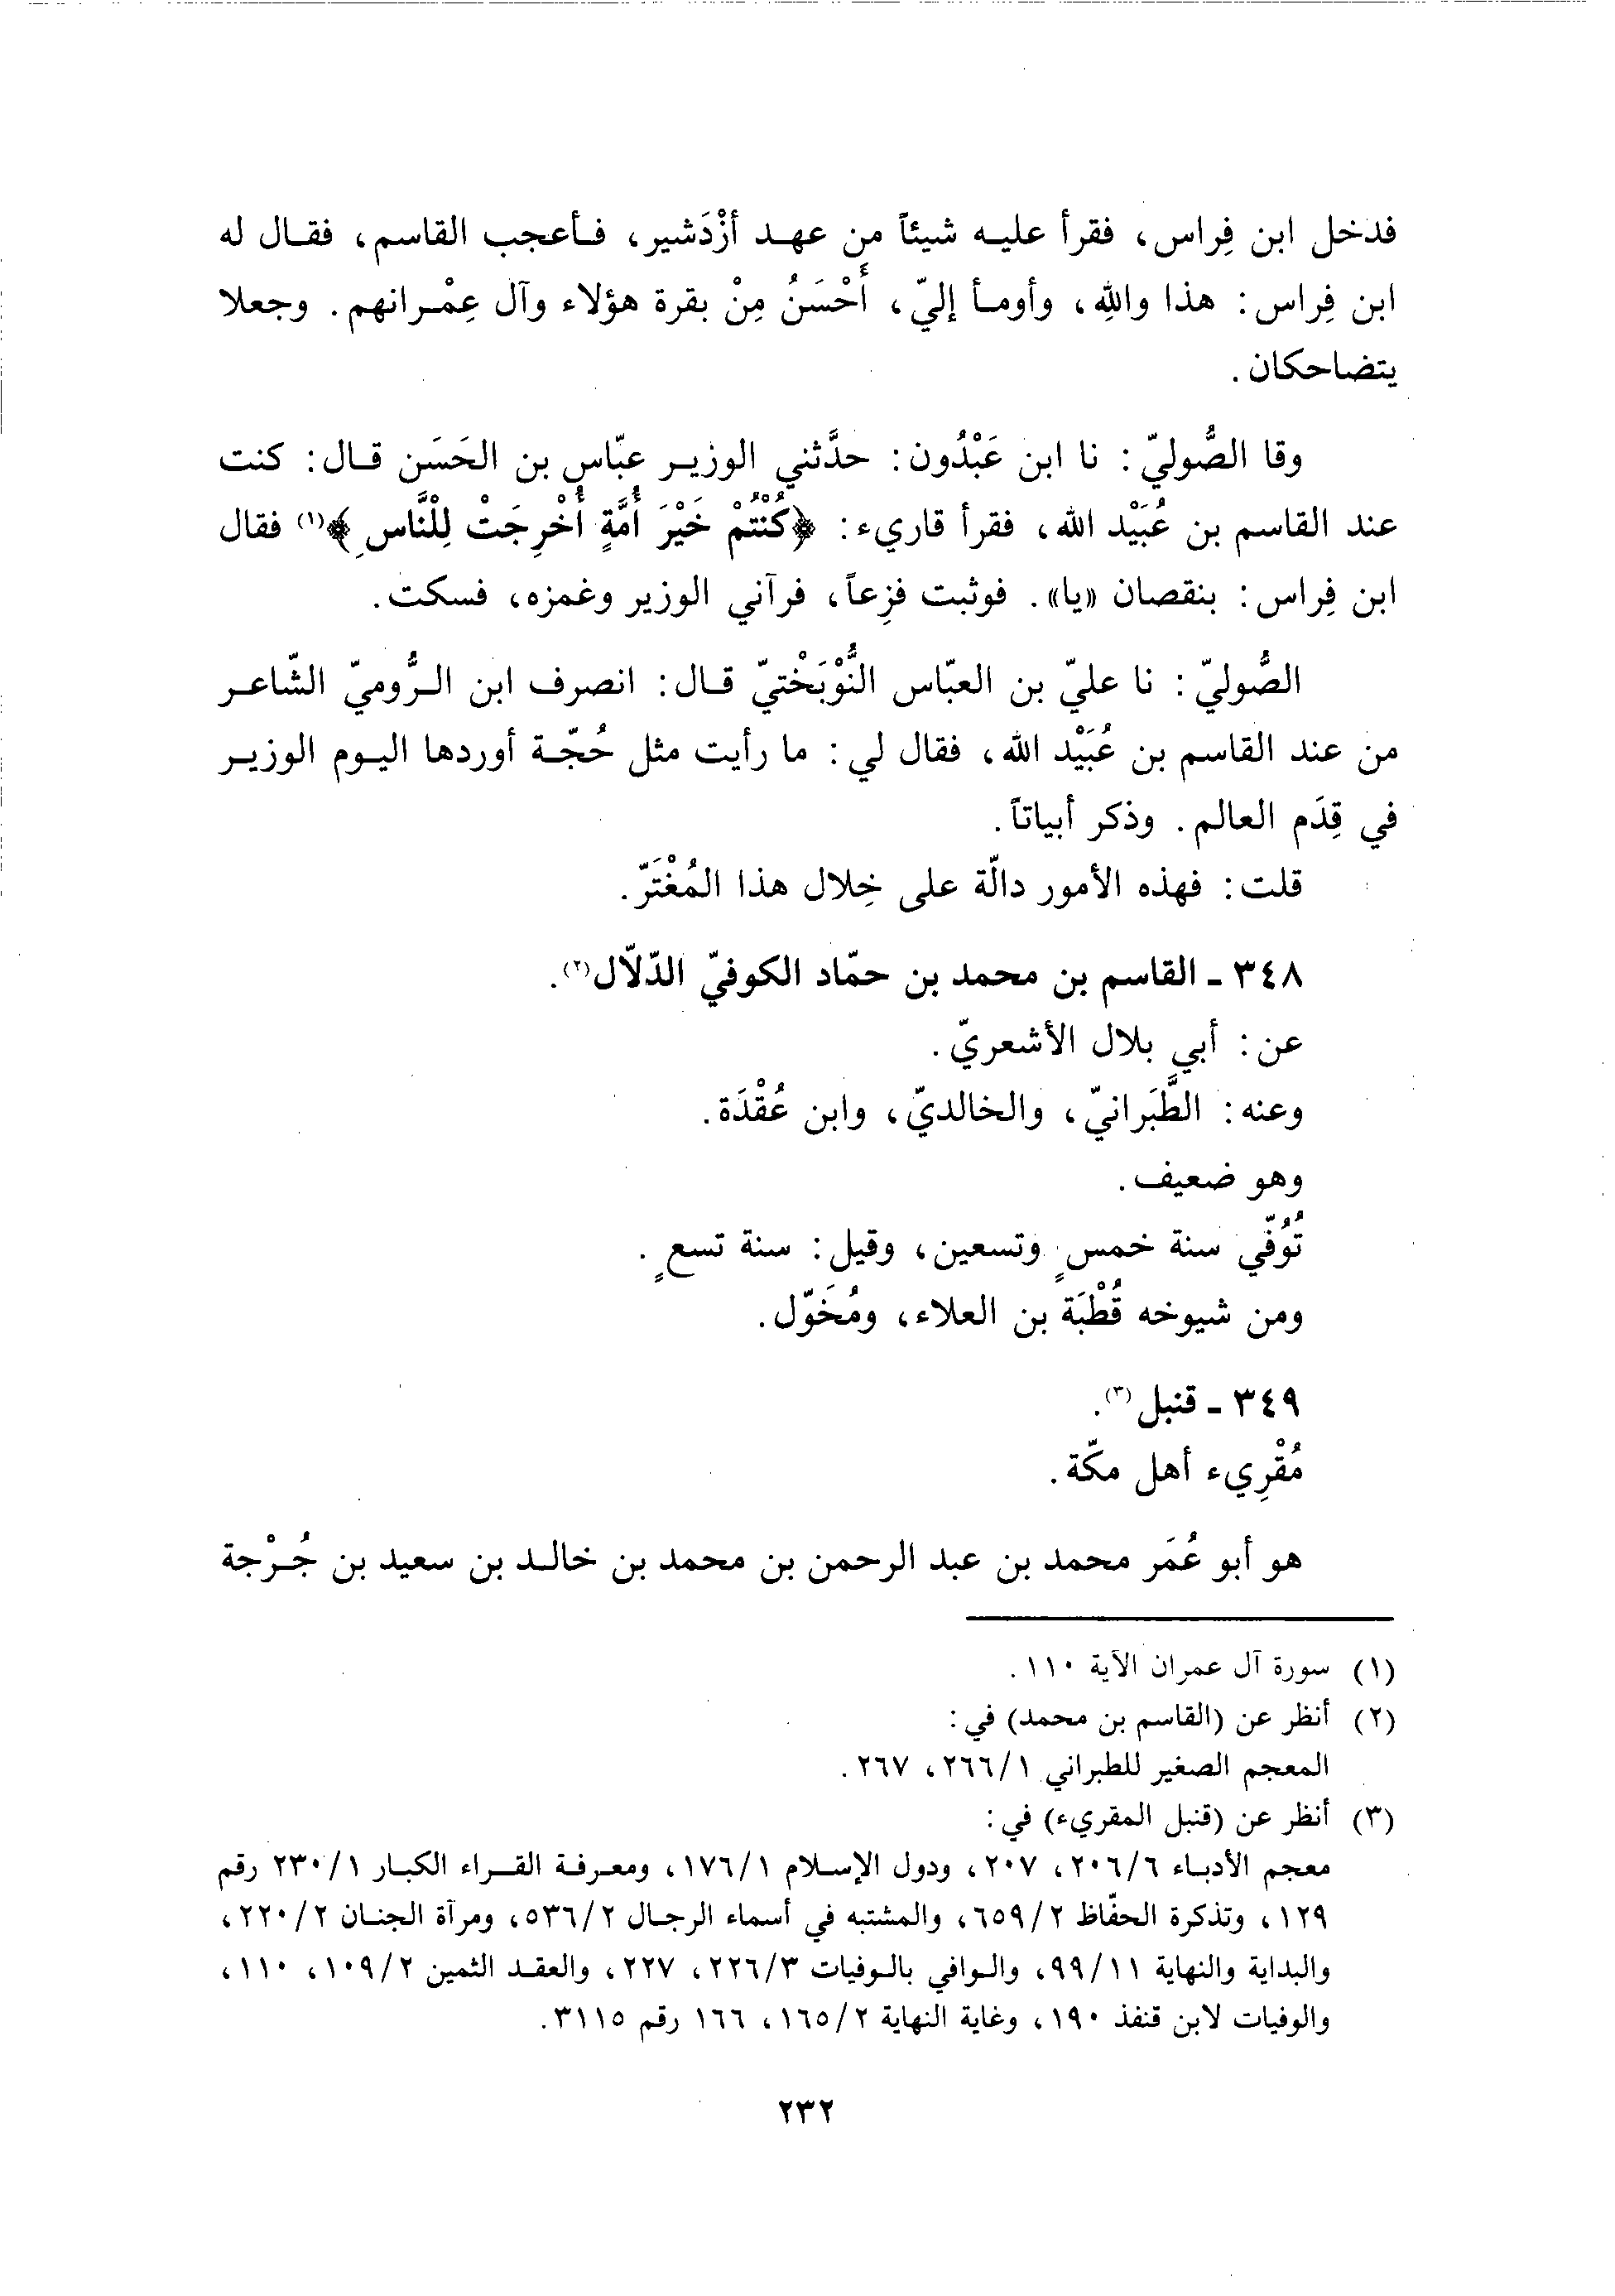 فدخل ابن فِراس، فقرأ عليه شيئاً من عهد أزْدَشير، فأعجب القاسم، فقال له
ابن فِراس: هذا واللهِ، وأومأ إليّ، أَحْسَنُ مِنْ بقرة هؤلاء وآل عِمْرانهم. وجعلا
يتضاحكان.
وقا الصُّوليّ: نا ابن عَبْدُون: حدَّثني الوزير عبّاس بن الحَسَن قال: كنت
عند القاسم بن عُبَيْد الله، فقرأ قاريء: ﴿كُنْتُمْ خَيْرَ أُمَّةٍ أُخْرِجَتْ لِلْنَّاسِ﴾(١) فقال
ابن فِراس: بنقصان «يا». فوثبت فزِعاً، فرآني الوزير وغمزه، فسكت.
الصُّوليّ: نا عليّ بن العبّاس النُّوْبَخْتيّ قال: انصرف ابن الرُّوميّ الشّاعر
من عند القاسم بن عُبَيْد الله، فقال لي: ما رأيت مثل حُجّة أوردها اليوم الوزير
في قِدَم العالم. وذكر أبياتاً.
قلت: فهذه الأمور دالّة على خِلال هذا المُغْتَرّ.
٣٤٨ - القاسم بن محمد بن حمّاد الكوفيّ الدّلّال(٢).
عن: أبي بلال الأشعريّ.
وعنه: الطَّبَرانيّ، والخالديّ، وابن عُقْدَة.
وهو ضعيف.
تُوُفّي سنة خمسٍ وتسعين، وقيل: سنة تسعٍ.
ومن شيوخه قُطْبَة بن العلاء، ومُخَوّل.
٣٤٩ - قنبل(٣).
مُقْرِيء أهل مكّة.
هو أبو عُمَر محمد بن عبد الرحمن بن محمد بن خالد بن سعيد بن جُرْجة
(١) سورة آل عمران الآية ١١٠.
(٢) أنظر عن (القاسم بن محمد) في:
المعجم الصغير للطبراني ٢٦٦/١، ٢٦٧.
(٣) أنظر عن (قنبل المقريء) في:
معجم الأدباء ٢٠٦/٦، ٢٠٧، ودول الإسلام ١٧٦/١، ومعرفة القراء الكبار ٢٣٠/١ رقم
١٢٩، وتذكرة الحفّاظ ٦٥٩/٢، والمشتبه في أسماء الرجال ٥٣٦/٢، ومرآة الجنان ٢٢٠/٢،
والبداية والنهاية ٩٩/١١، والوافي بالوفيات ٢٢٦/٣، ٢٢٧، والعقد الثمين ١٠٩/٢، ١١٠،
والوفيات لابن قنفذ ١٩٠، وغاية النهاية ١٦٥/٢، ١٦٦ رقم ٣١١٥.
٢٣٢